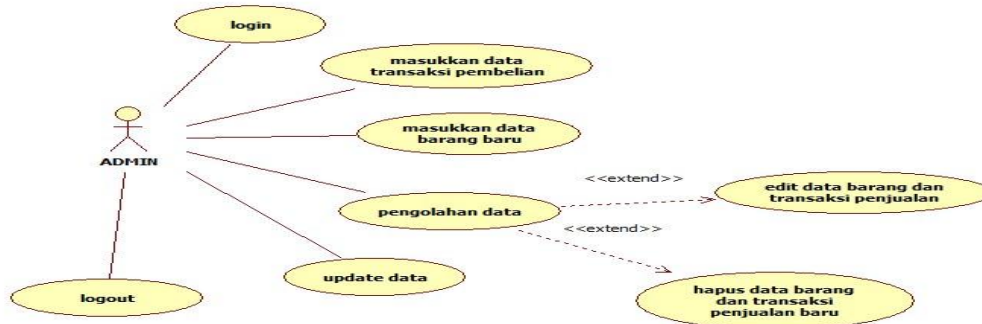 login
masukkan data
transaksi pembelian
masukkan data
barang baru
ADMIN
<<extend>>
edit data barang dan
transaksi penjualan
pengolahan data
<<extend>>
update data
logout
hapus data barang
dan transaksi
penjualan baru